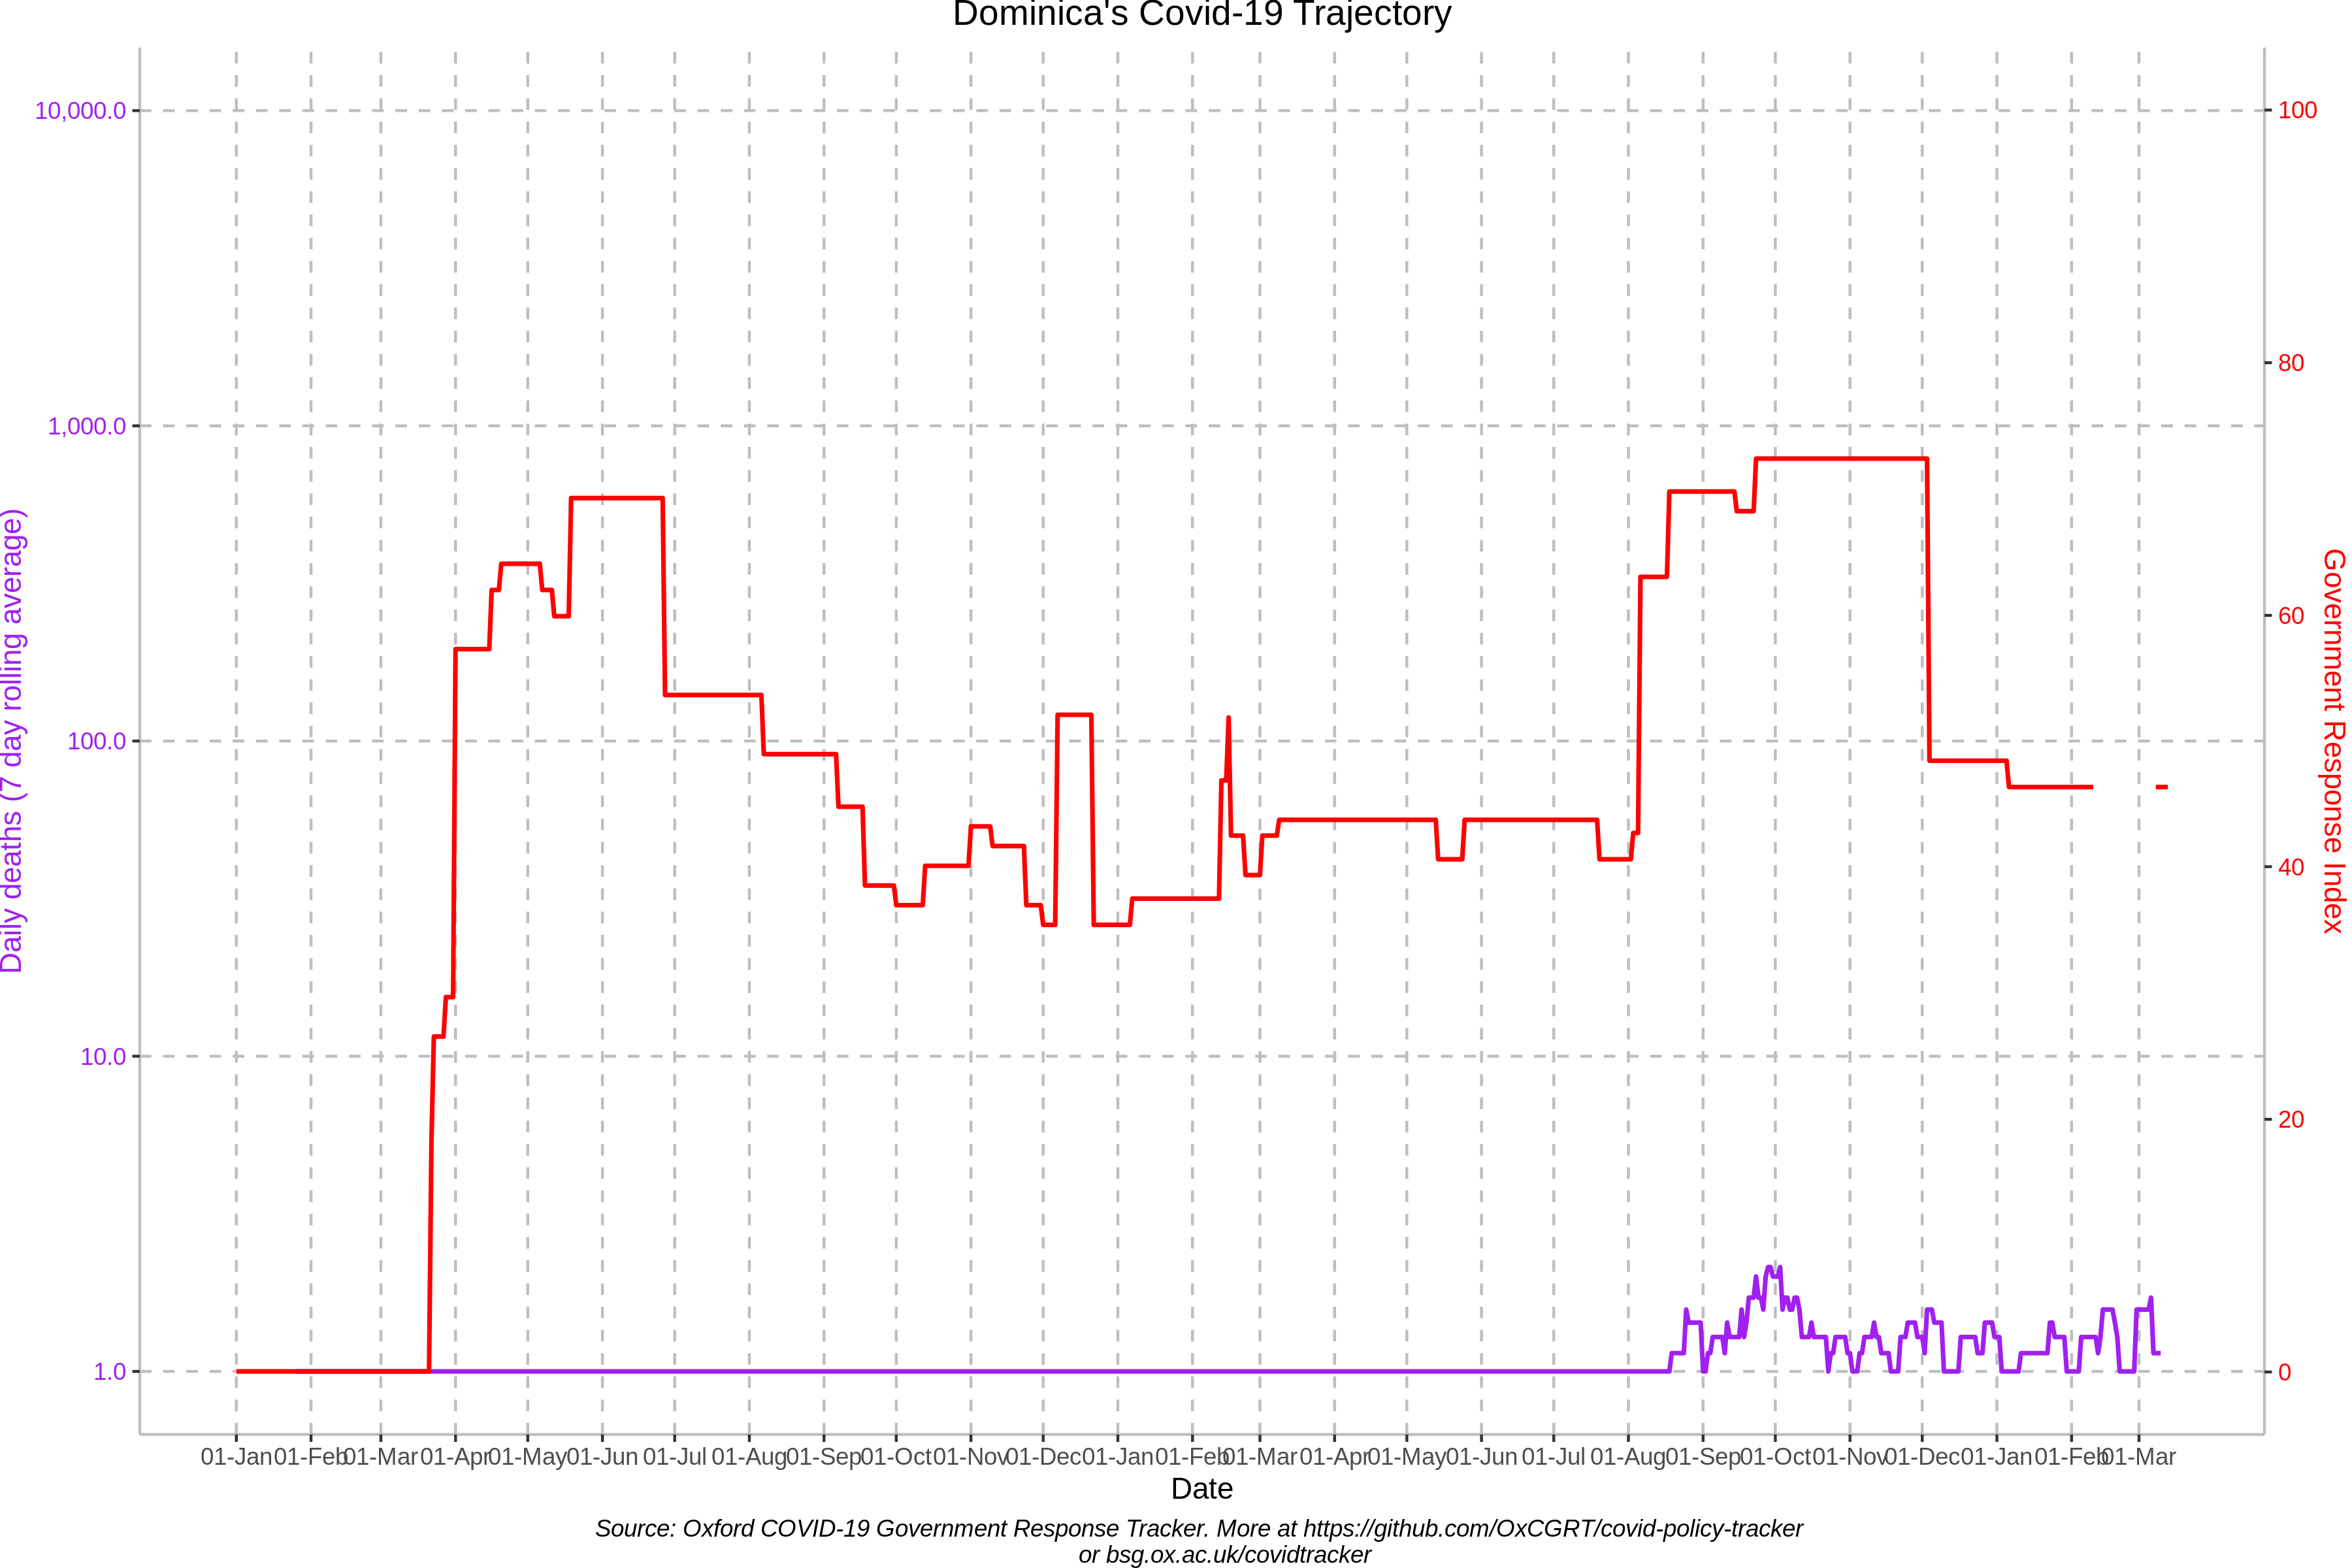 Dominica's Covid-19 Trajectory
10,000.0
1,000.0
100.0
10.0
1.0
Daily deaths (7 day rolling average)
100
80
60
40
20
0
Government Response Index
01-Jan 01-Feb 01-Mar 01-Apr 01-May 01-Jun 01-Jul 01-Aug 01-Sep 01-Oct 01-Nov 01-Dec 01-Jan 01-Feb 01-Mar 01-Apr 01-May 01-Jun 01-Jul 01-Aug 01-Sep 01-Oct 01-Nov 01-Dec 01-Jan 01-Feb 01-Mar
Date
Source: Oxford COVID-19 Government Response Tracker. More at https://github.com/OxCGRT/covid-policy-tracker
or bsg.ox.ac.uk/covidtracker